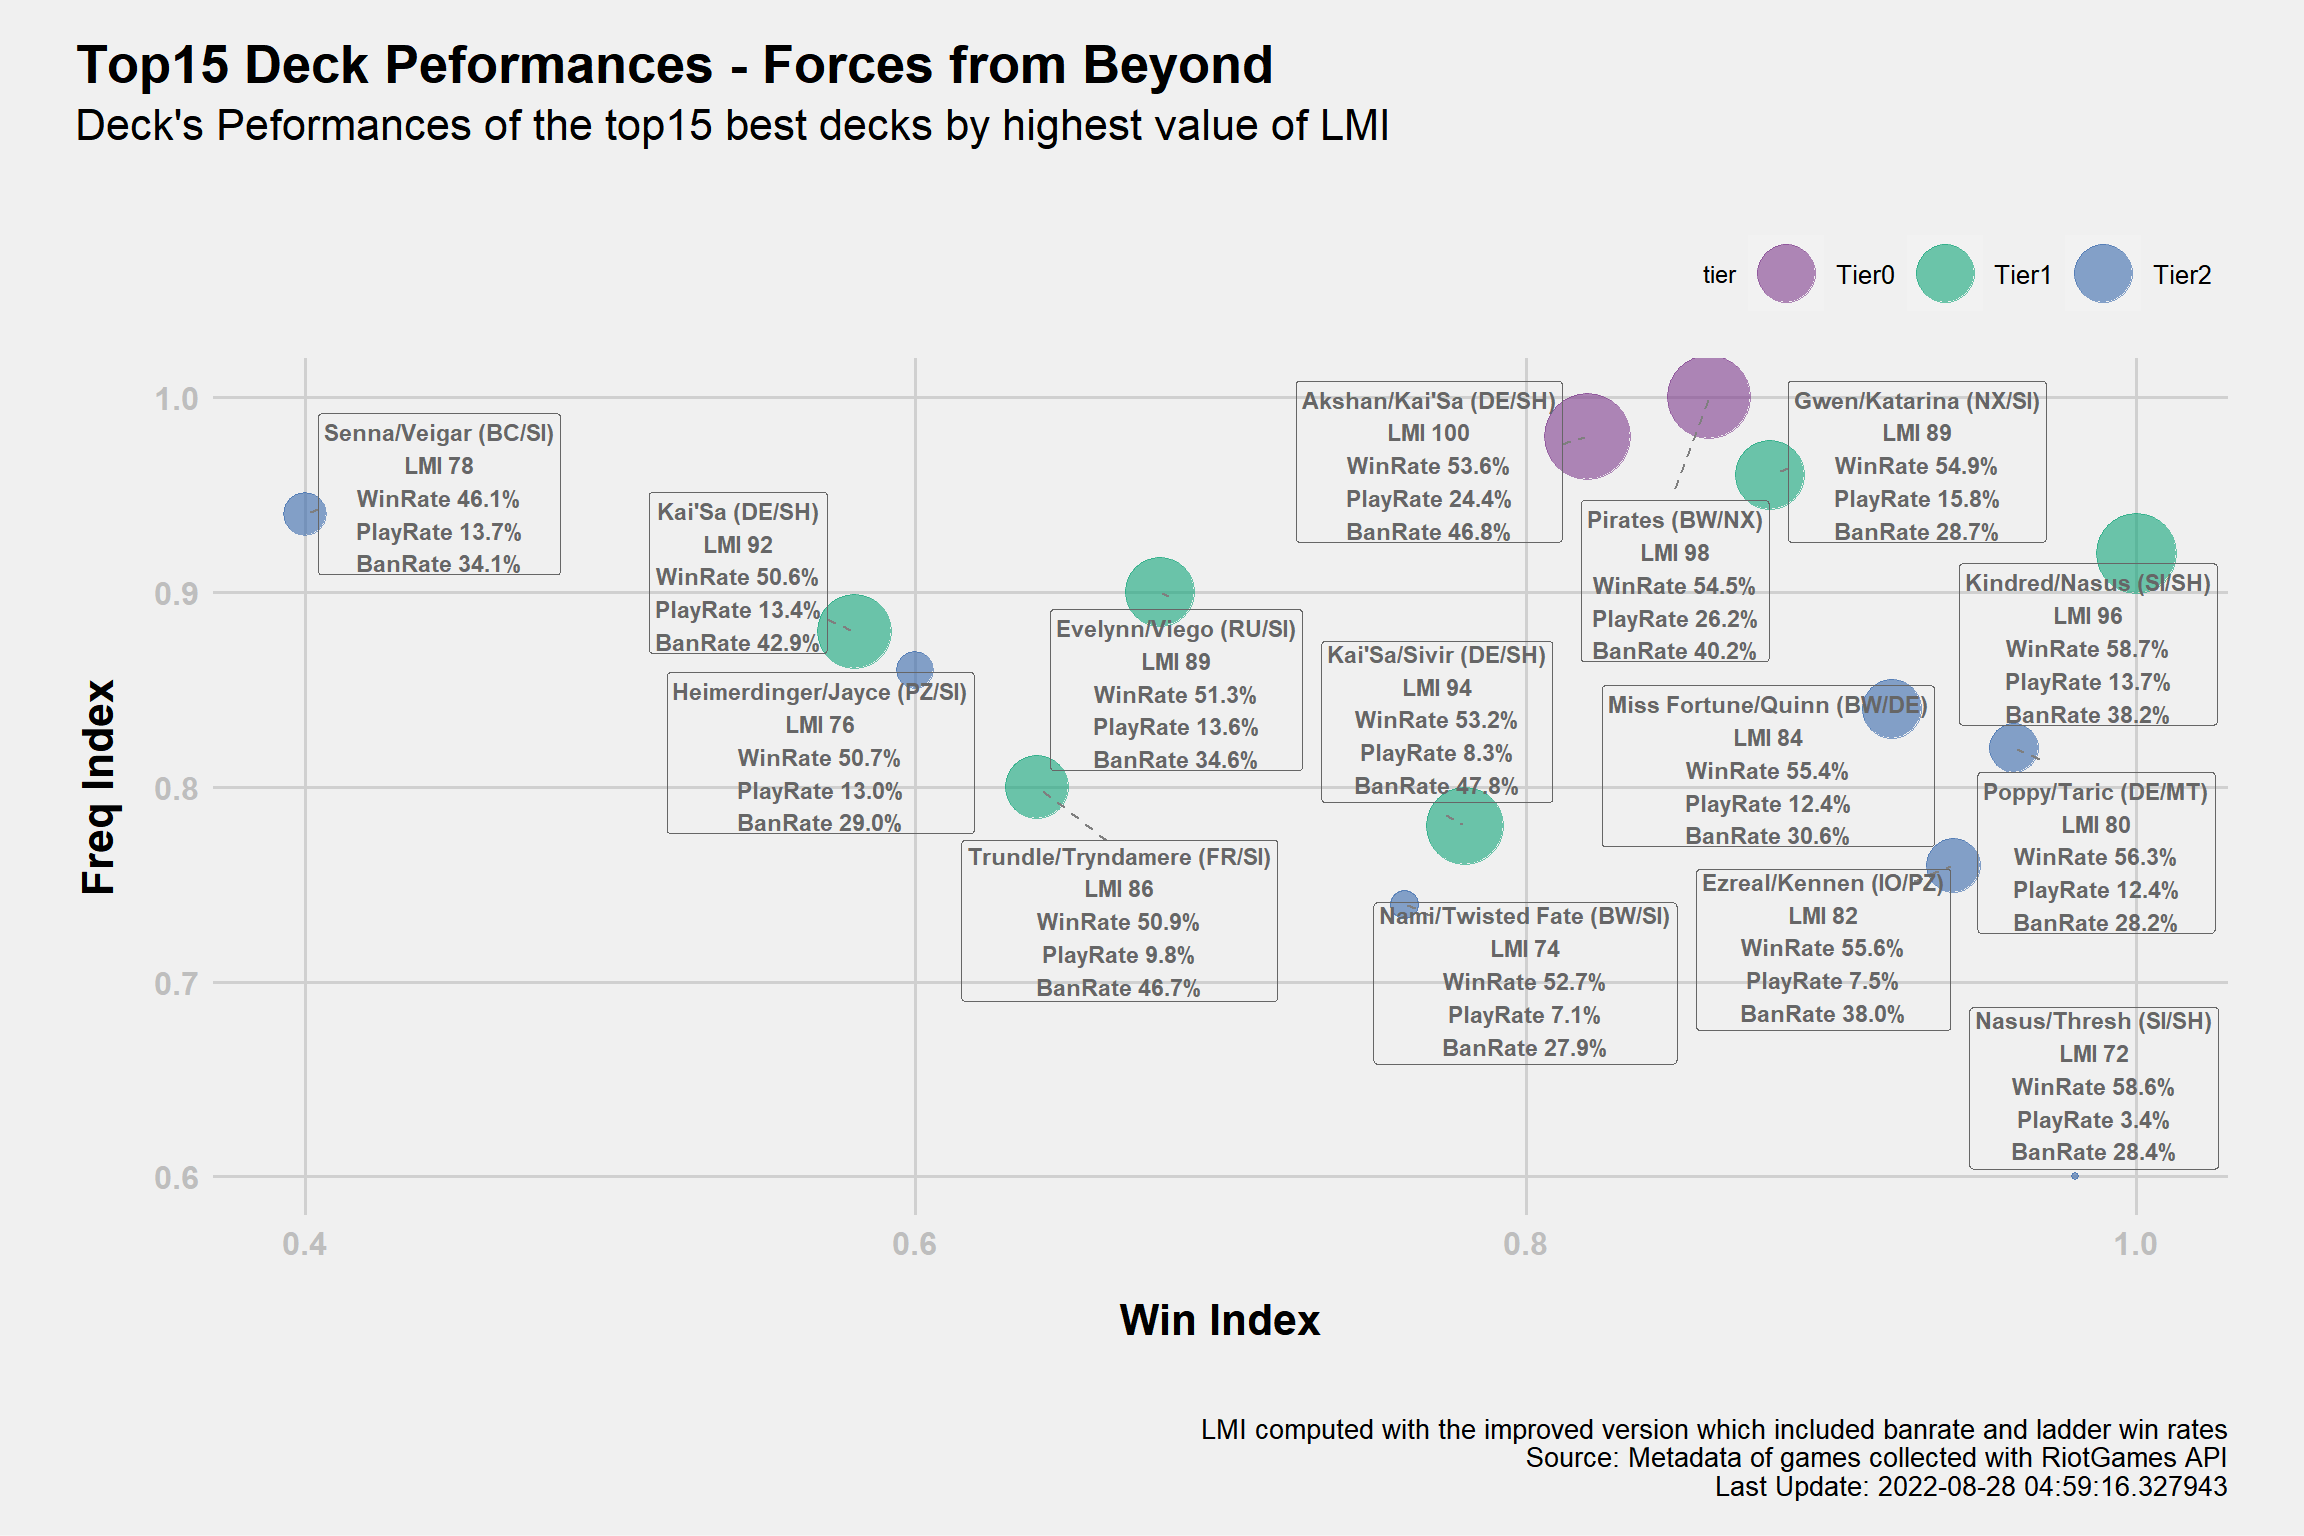 Top15 Deck Peformances - Forces from Beyond
Deck's Peformances of the top15 best decks by highest value of LMI
tier
Tier0
Tier1
Tier2
Freq Index
1.0
0.9
0.8
0.7
0.6
Senna/Veigar (BC/SI)
LMI 78
WinRate 46.1%
PlayRate 13.7%
BanRate 34.1%
Kai'Sa (DE/SH)
LMI 92
WinRate 50.6%
PlayRate 13.4%
BanRate 42.9%
Heimerdinger/Jayce (PZ/SI)
LMI 76
WinRate 50.7%
PlayRate 13.0%
BanRate 29.0%
Evelynn/Viego (RU/SI)
LMI 89
WinRate 51.3%
PlayRate 13.6%
BanRate 34.6%
Trundle/Tryndamere (FR/SI)
LMI 86
WinRate 50.9%
PlayRate 9.8%
BanRate 46.7%
Akshan/Kai'Sa (DE/SH)
LMI 100
WinRate 53.6%
PlayRate 24.4%
BanRate 46.8%
Kai'Sa/Sivir (DE/SH)
LMI 94
WinRate 53.2%
PlayRate 8.3%
BanRate 47.8%
Nami/Twisted Fate (BW/SI)
LMI 74
WinRate 52.7%
PlayRate 7.1%
BanRate 27.9%
Pirates (BW/NX)
LMI 98
WinRate 54.5%
PlayRate 26.2%
BanRate 40.2%
Gwen/Katarina (NX/SI)
LMI 89
WinRate 54.9%
PlayRate 15.8%
BanRate 28.7%
Miss Fortune/Quinn (BW/DE)
LMI 84
WinRate 55.4%
PlayRate 12.4%
BanRate 30.6%
Ezreal/Kennen (IO/PZ)
LMI 82
WinRate 55.6%
PlayRate 7.5%
BanRate 38.0%
Kindred/Nasus (SI/SH)
LMI 96
WinRate 58.7%
PlayRate 13.7%
BanRate 38.2%
Poppy/Taric (DE/MT)
LMI 80
WinRate 56.3%
PlayRate 12.4%
BanRate 28.2%
Nasus/Thresh (SI/SH)
LMI 72
WinRate 58.6%
PlayRate 3.4%
BanRate 28.4%
0.4
0.6
0.8
1.0
Win Index
LMI computed with the improved version which included banrate and ladder win rates
Source: Metadata of games collected with RiotGames API
Last Update: 2022-08-28 04:59:16.327943